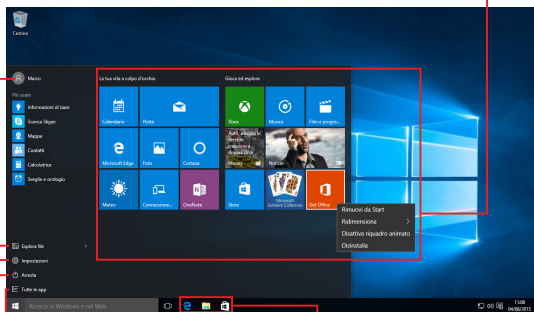 Cestino
Marco
Più usate
Informazioni di base
Scarica Skype
Mappe
Contatti
Calcolatrice
Sveglie e orologio
Esplora file
Impostazioni
Arresta
Tutte le app
La tua vita a colpo d'occhio
Gioca ed esplora
Calendario
Posta
Xbox
Musica
Film e progra...
Microsoft Edge
Foto
Cortana
Money
Notizie
Meteo
Connessione...
OneNote
Store
Microsoft
Solitaire Collection
Get Office
Rimuovi da Start
Ridimensiona
Disattiva riquadro animato
Disinstalla
Ricerca in Windows e nel Web
11:08
04/08/2015